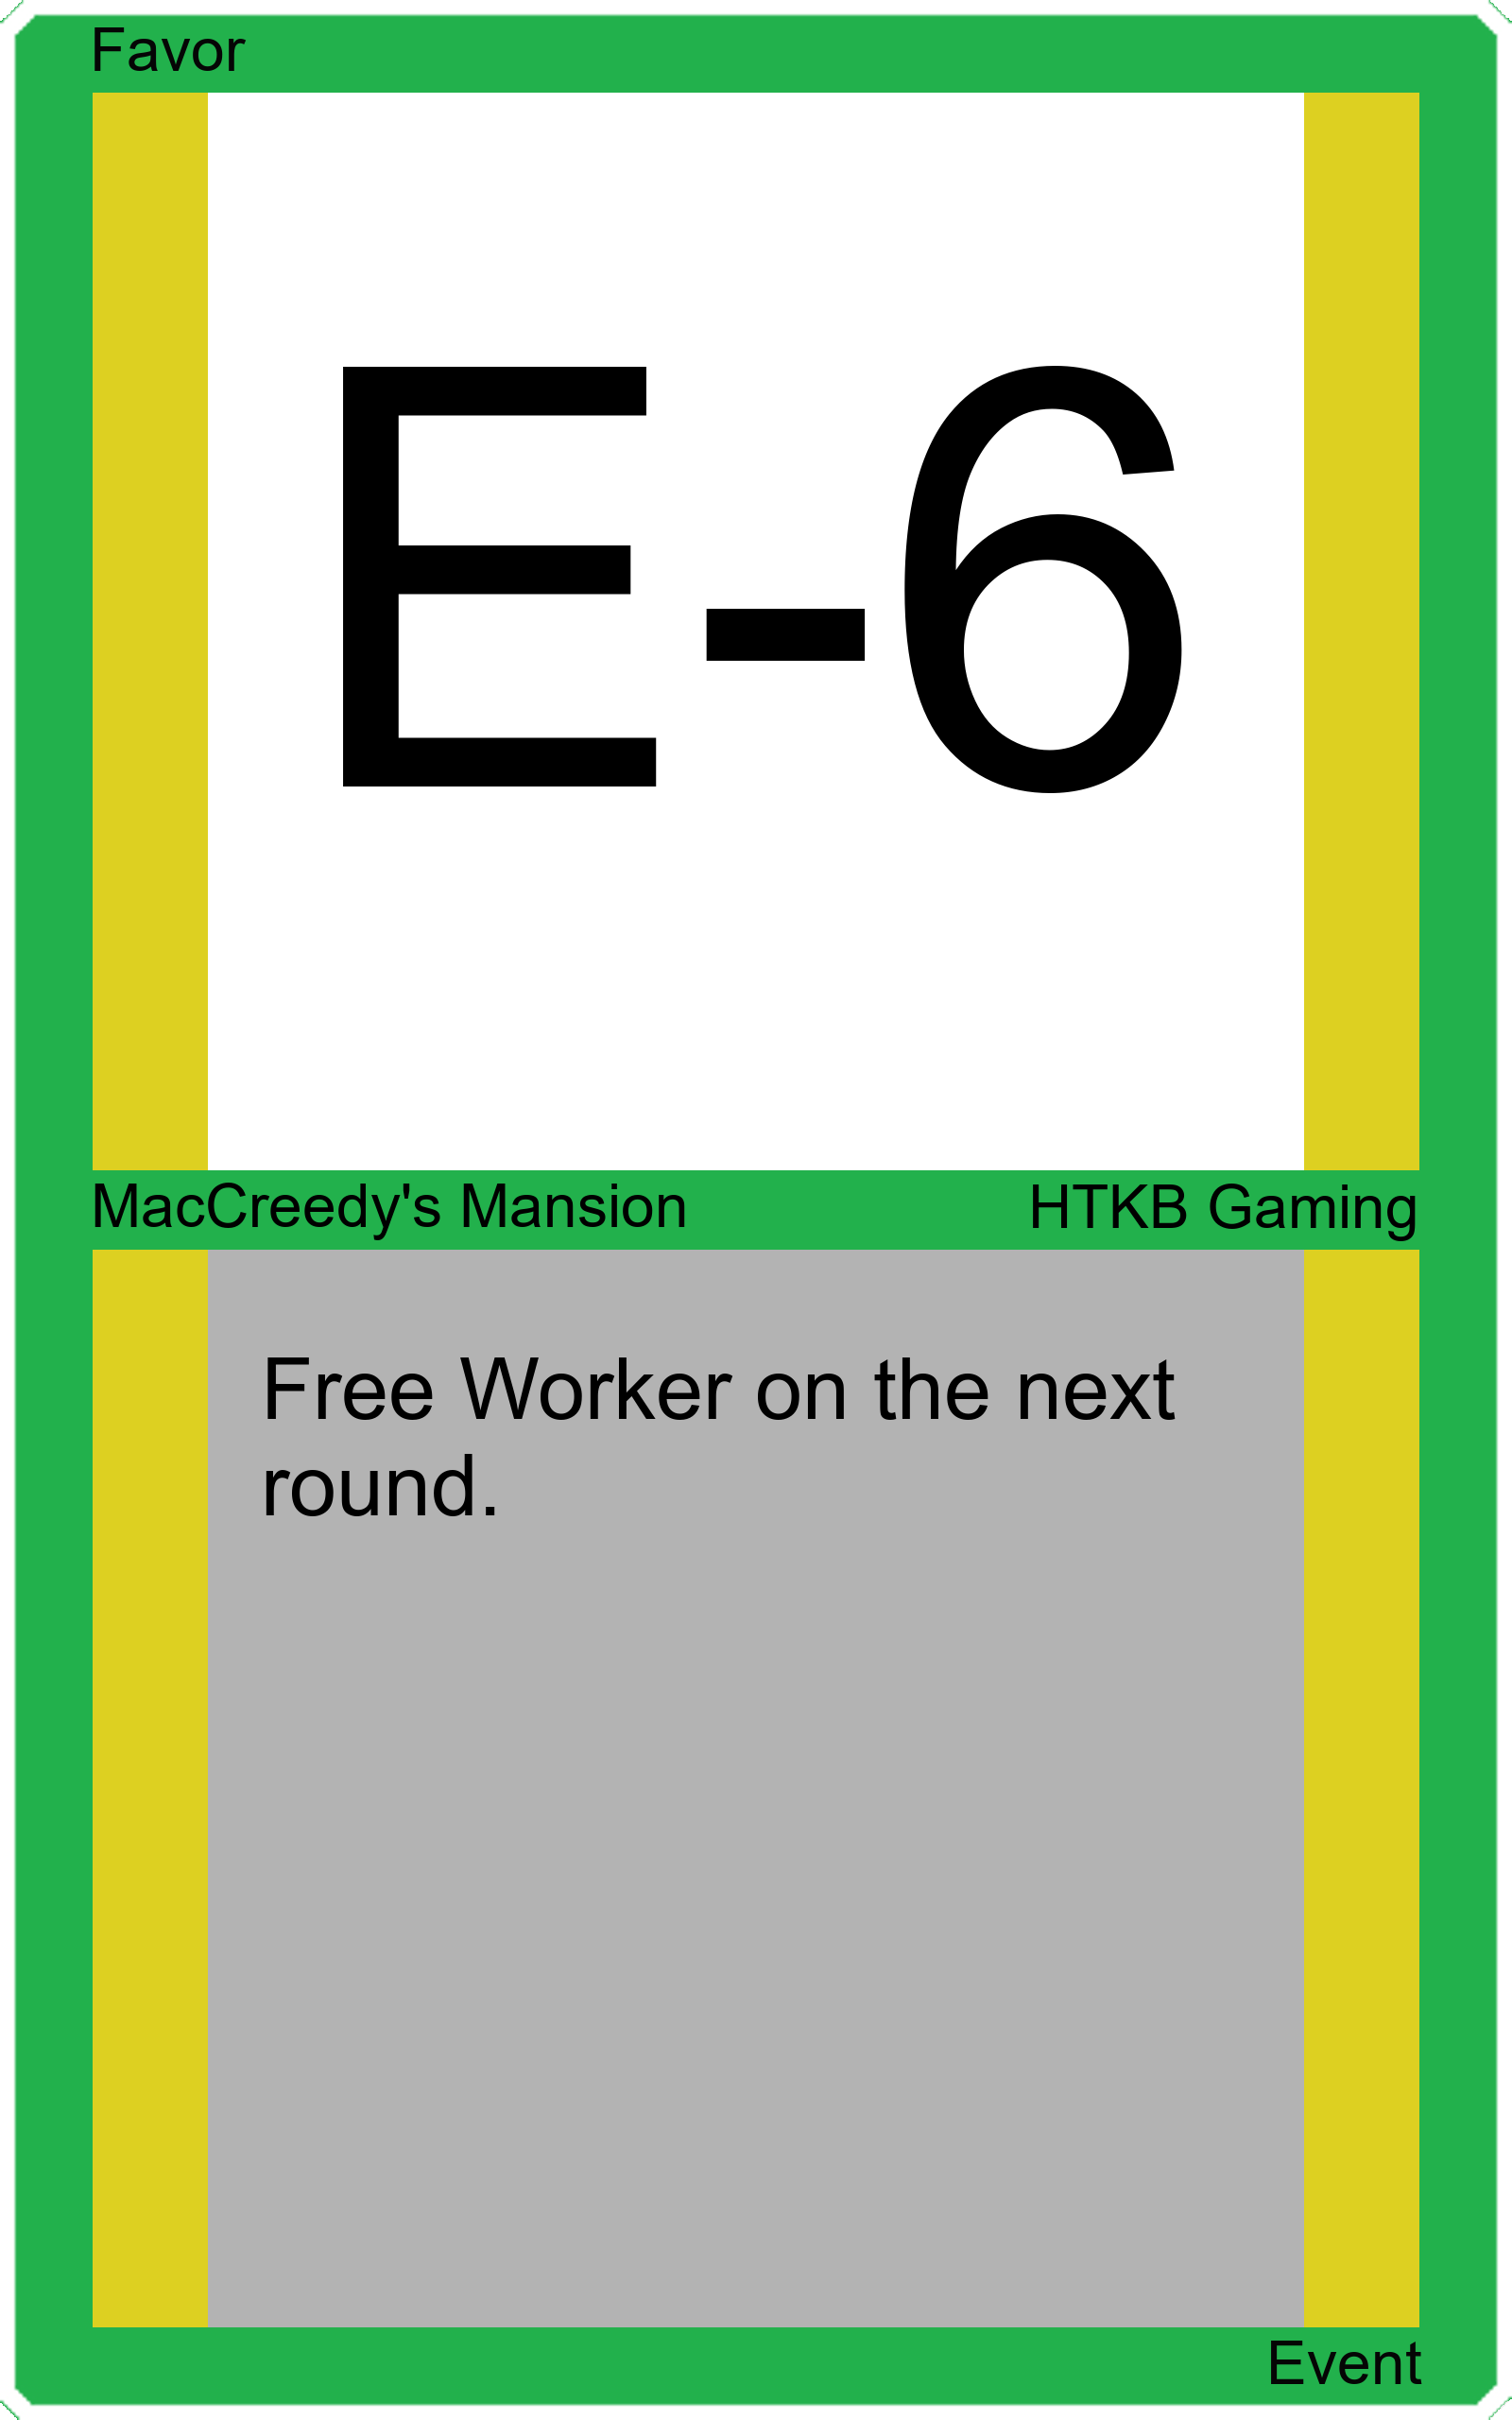 Favor
E-6
MacCreedy's Mansion
HTKB Gaming
Free Worker on the next
round.
Event